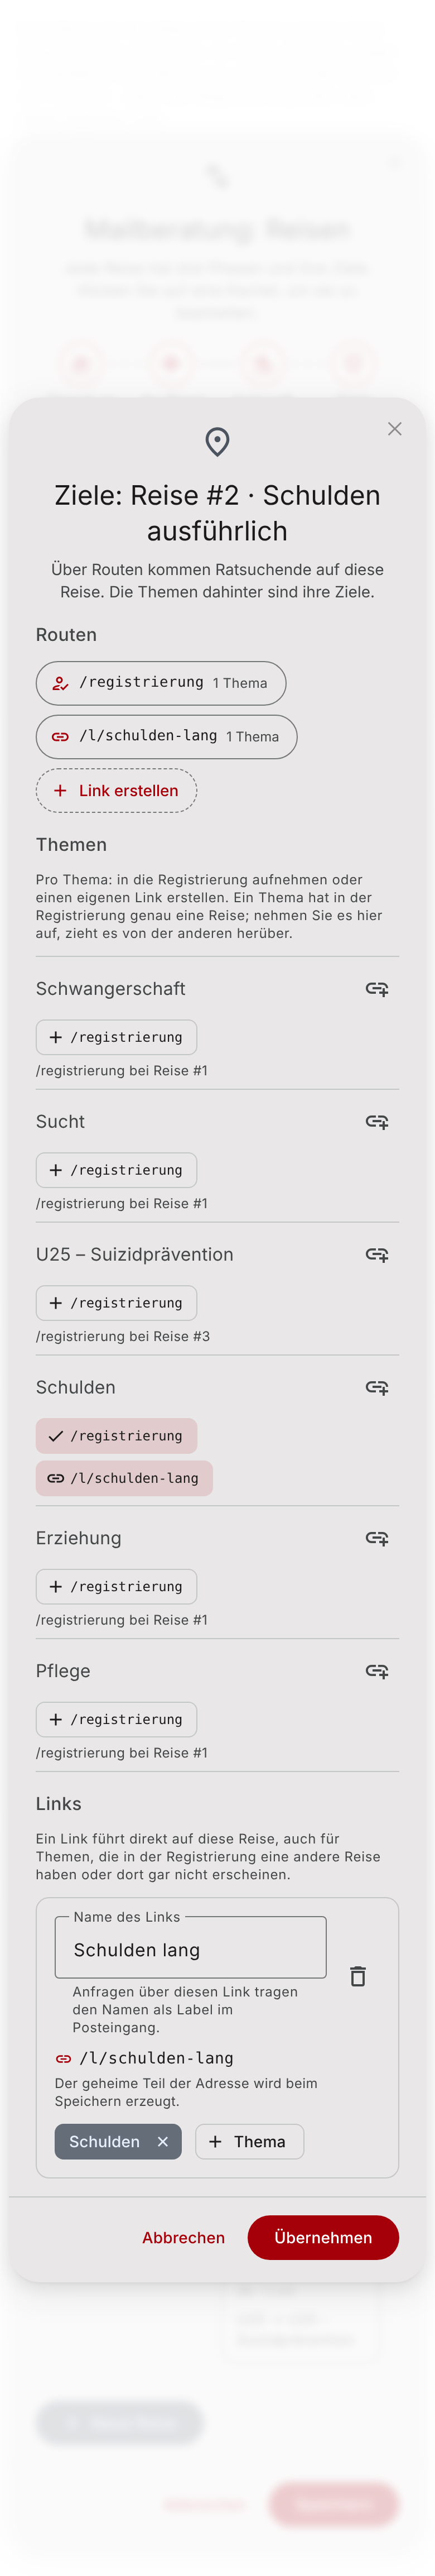 Mailberatung: Reisen
Ziele: Reise #2 · Schulden
ausführlich
Über Routen kommen Ratsuchende auf diese
Reise. Die Themen dahinter sind ihre Ziele.
Routen
/registrierung 1 Thema
/l/schulden-lang 1 Thema
Link erstellen
Themen
Pro Thema: in die Registrierung aufnehmen oder
einen eigenen Link erstellen. Ein Thema hat in der
Registrierung genau eine Reise; nehmen Sie es hier
auf, zieht es von der anderen herüber.
Schwangerschaft
/registrierung
/registrierung bei Reise #1
Sucht
/registrierung
/registrierung bei Reise #1
U25 – Suizidprävention
/registrierung
/registrierung bei Reise #3
Schulden
/registrierung
/l/schulden-lang
Erziehung
/registrierung
/registrierung bei Reise #1
Pflege
/registrierung
/registrierung bei Reise #1
Links
Ein Link führt direkt auf diese Reise, auch für
Themen, die in der Registrierung eine andere Reise
haben oder dort gar nicht erscheinen.
Name des Links
Schulden lang
Anfragen über diesen Link tragen
den Namen als Label im
Posteingang.
/l/schulden-lang
Der geheime Teil der Adresse wird beim
Speichern erzeugt.
Schulden
Thema
Abbrechen
Übernehmen